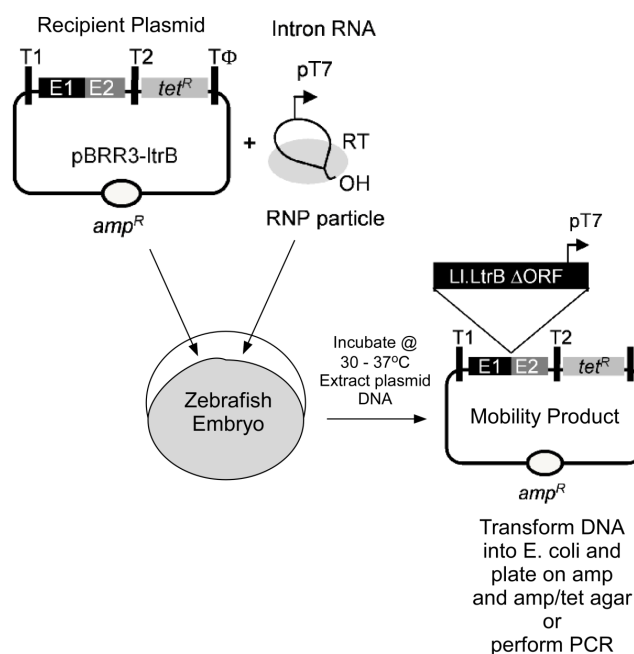 Recipient Plasmid
T1 T2 TΦ
E1 E2 tetR
pBRR3-ltrB
ampR
+
Intron RNA
pT7
RT
OH
RNP particle
Zebrafish
Embryo
Incubate @
30 - 37ºC
Extract plasmid
DNA
pT7
Ll.LtrB ΔORF
T1 T2
E1 E2 tetR
Mobility Product
ampR
Transform DNA
into E. coli and
plate on amp
and amp/tet agar
or
perform PCR